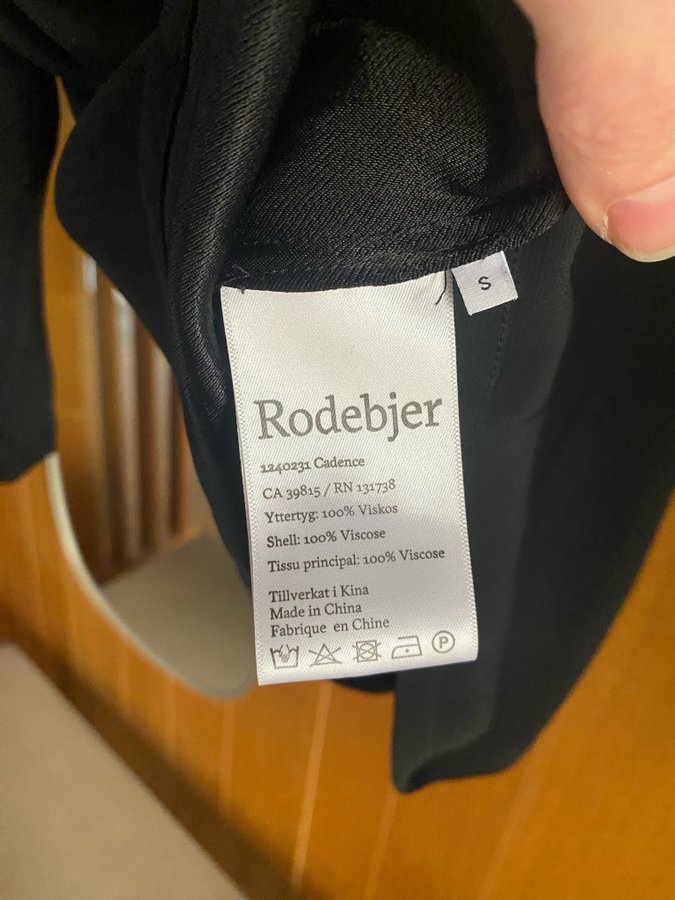 S
Rodebjer
1240231 Cadence
CA 39815 / RN 131738
Yttertyg: 100% Viskos
Shell: 100% Viscose
Tissu principal: 100% Viscose
Tillverkat i Kina
Made in China
Fabrique en Chine
P